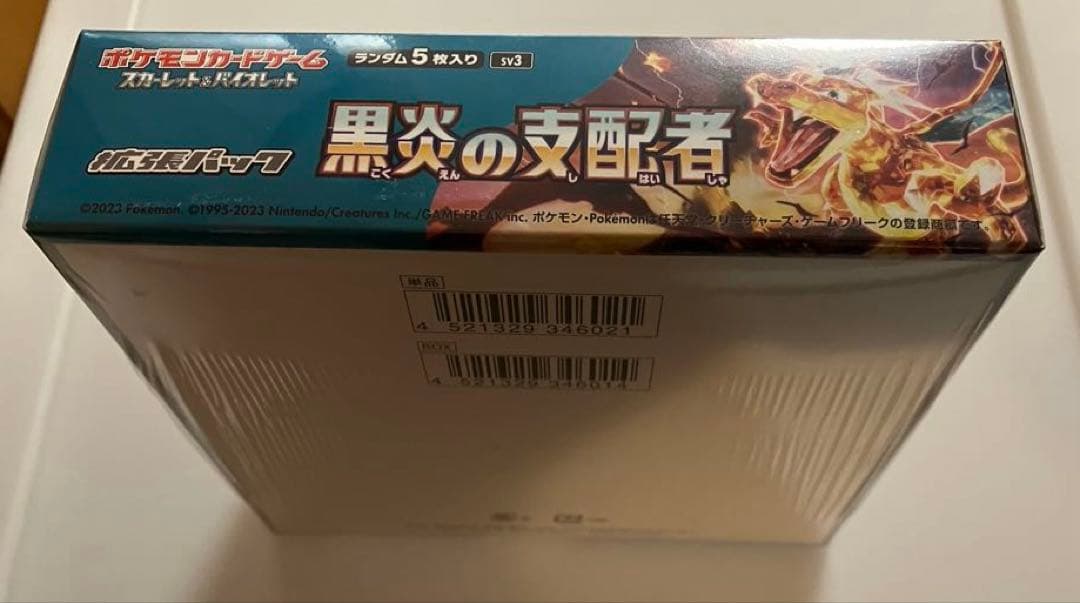 ポケモンカードゲーム
スカーレット&バイオレット
ランダム5枚入り sv3
拡張パック
黒炎の支配者
こく えん し はい しゃ
©2023 Pokémon. ©1995-2023 Nintendo/Creatures Inc./GAME FREAK inc. ポケモン・Pokémonは任天堂・クリーチャーズ・ゲームフリークの登録商標です。
単品
4 521329 346021
BOX
4 521329 346014